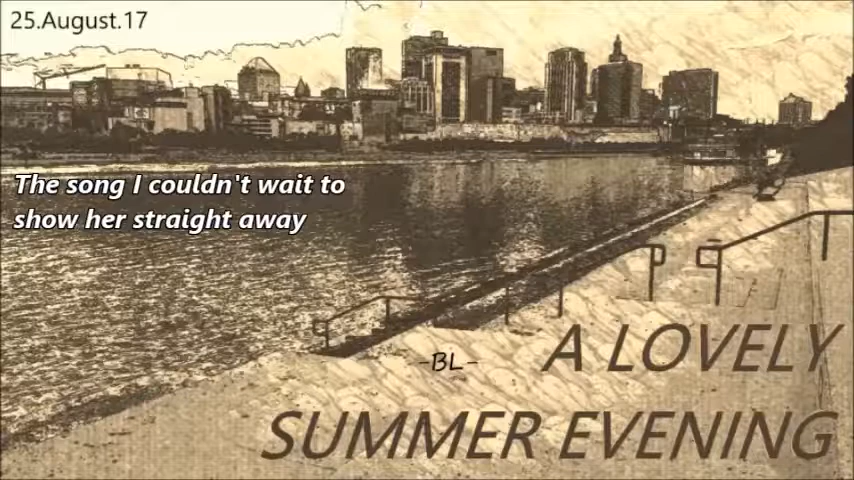 25.August.17
The song I couldn't wait to
show her straight away
-BL-
A LOVELY
SUMMER EVENING